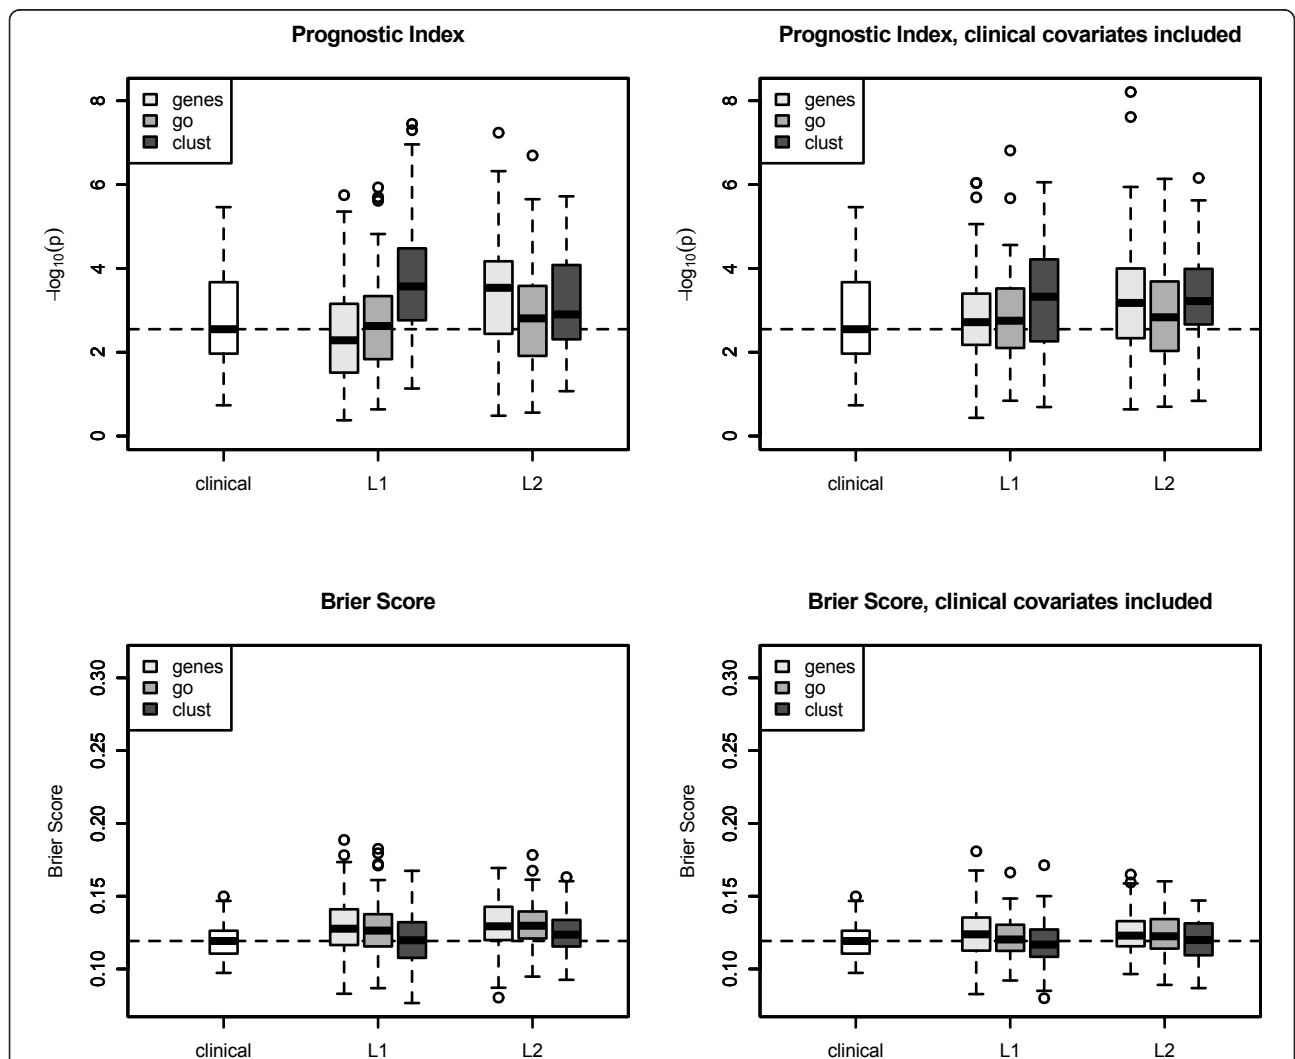 Prognostic Index
genes
go
clust
8
6
4
2
0
−log10(p)
clinical L1 L2
Prognostic Index, clinical covariates included
genes
go
clust
8
6
4
2
0
−log10(p)
clinical L1 L2
Brier Score
genes
go
clust
0.30
0.25
0.20
0.15
0.10
Brier Score
clinical L1 L2
Brier Score, clinical covariates included
genes
go
clust
0.30
0.25
0.20
0.15
0.10
Brier Score
clinical L1 L2